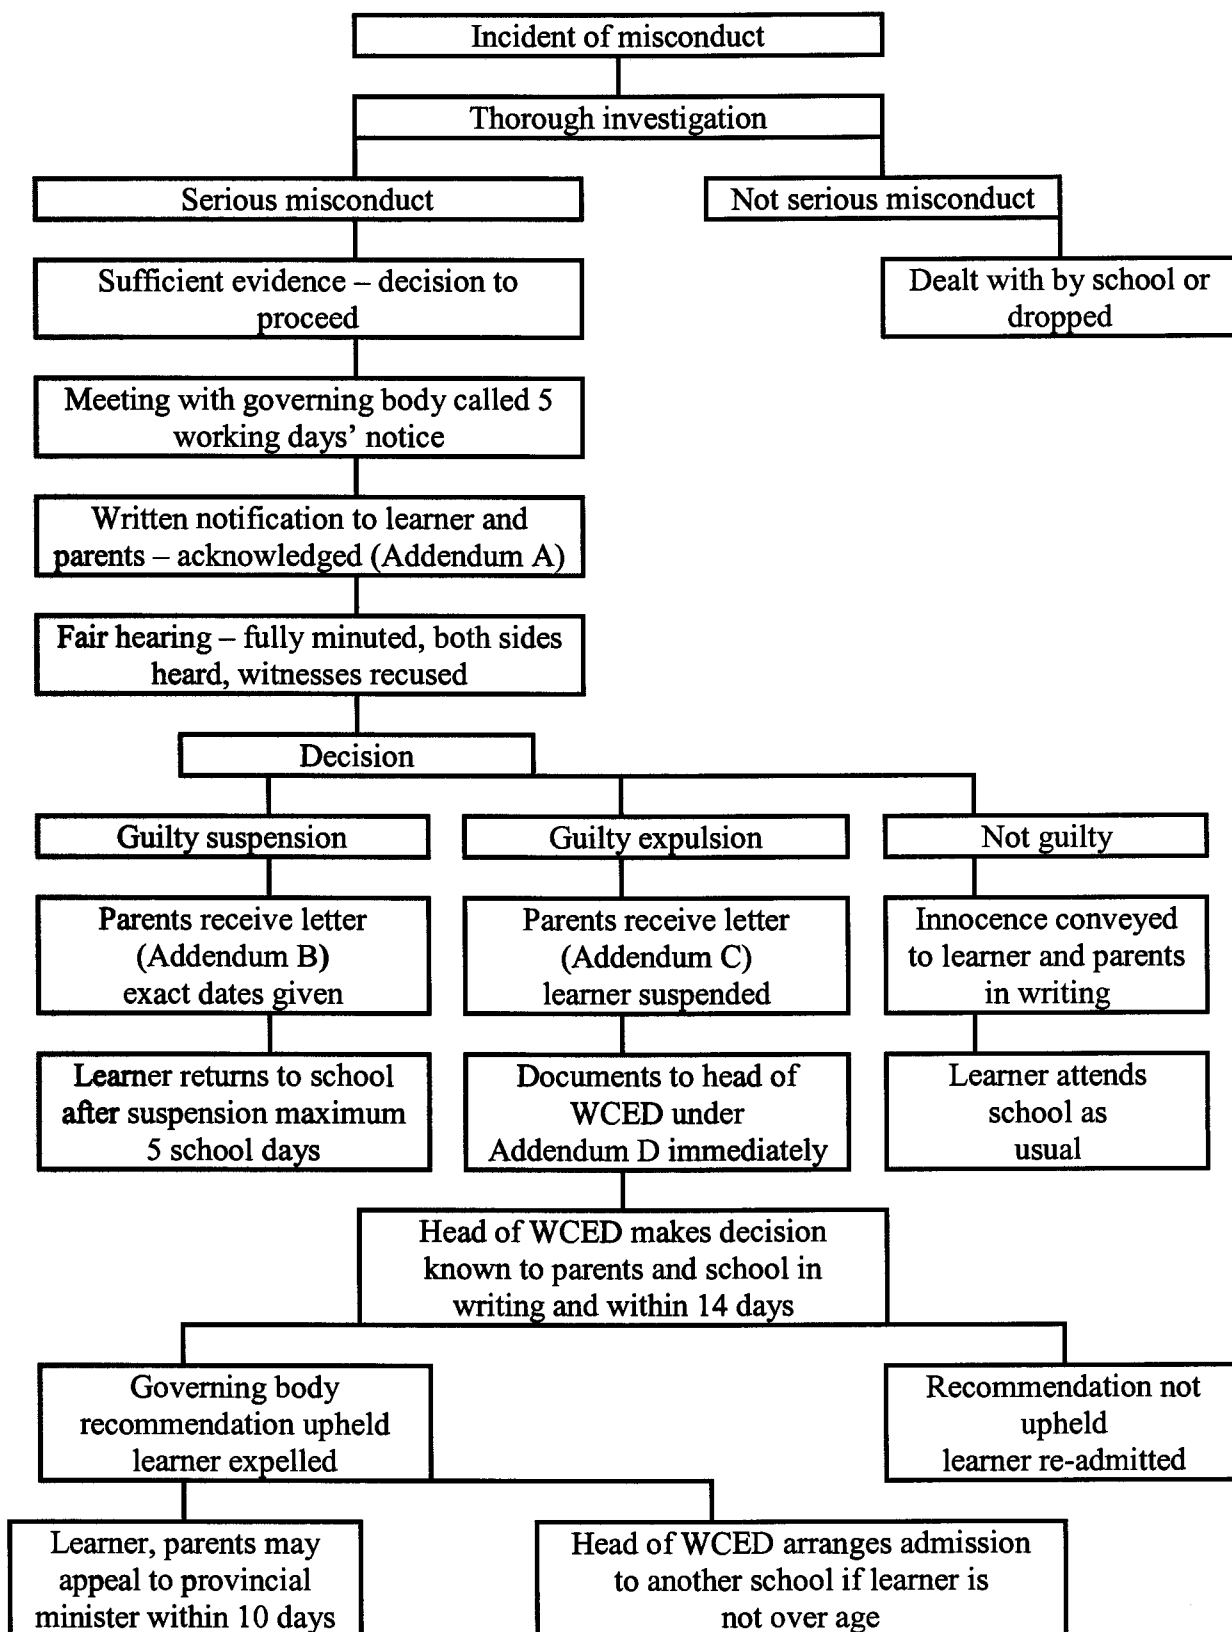 Incident of misconduct
Thorough investigation
Serious misconduct
Not serious misconduct
Sufficient evidence – decision to
proceed
Dealt with by school or
dropped
Meeting with governing body called 5
working days’ notice
Written notification to learner and
parents – acknowledged (Addendum A)
Fair hearing – fully minuted, both sides
heard, witnesses recused
Decision
Guilty suspension
Guilty expulsion
Not guilty
Parents receive letter
(Addendum B)
exact dates given
Parents receive letter
(Addendum C)
learner suspended
Innocence conveyed
to learner and parents
in writing
Learner returns to school
after suspension maximum
5 school days
Documents to head of
WCED under
Addendum D immediately
Learner attends
school as
usual
Head of WCED makes decision
known to parents and school in
writing and within 14 days
Governing body
recommendation upheld
learner expelled
Recommendation not
upheld
learner re-admitted
Learner, parents may
appeal to provincial
minister within 10 days
Head of WCED arranges admission
to another school if learner is
not over age